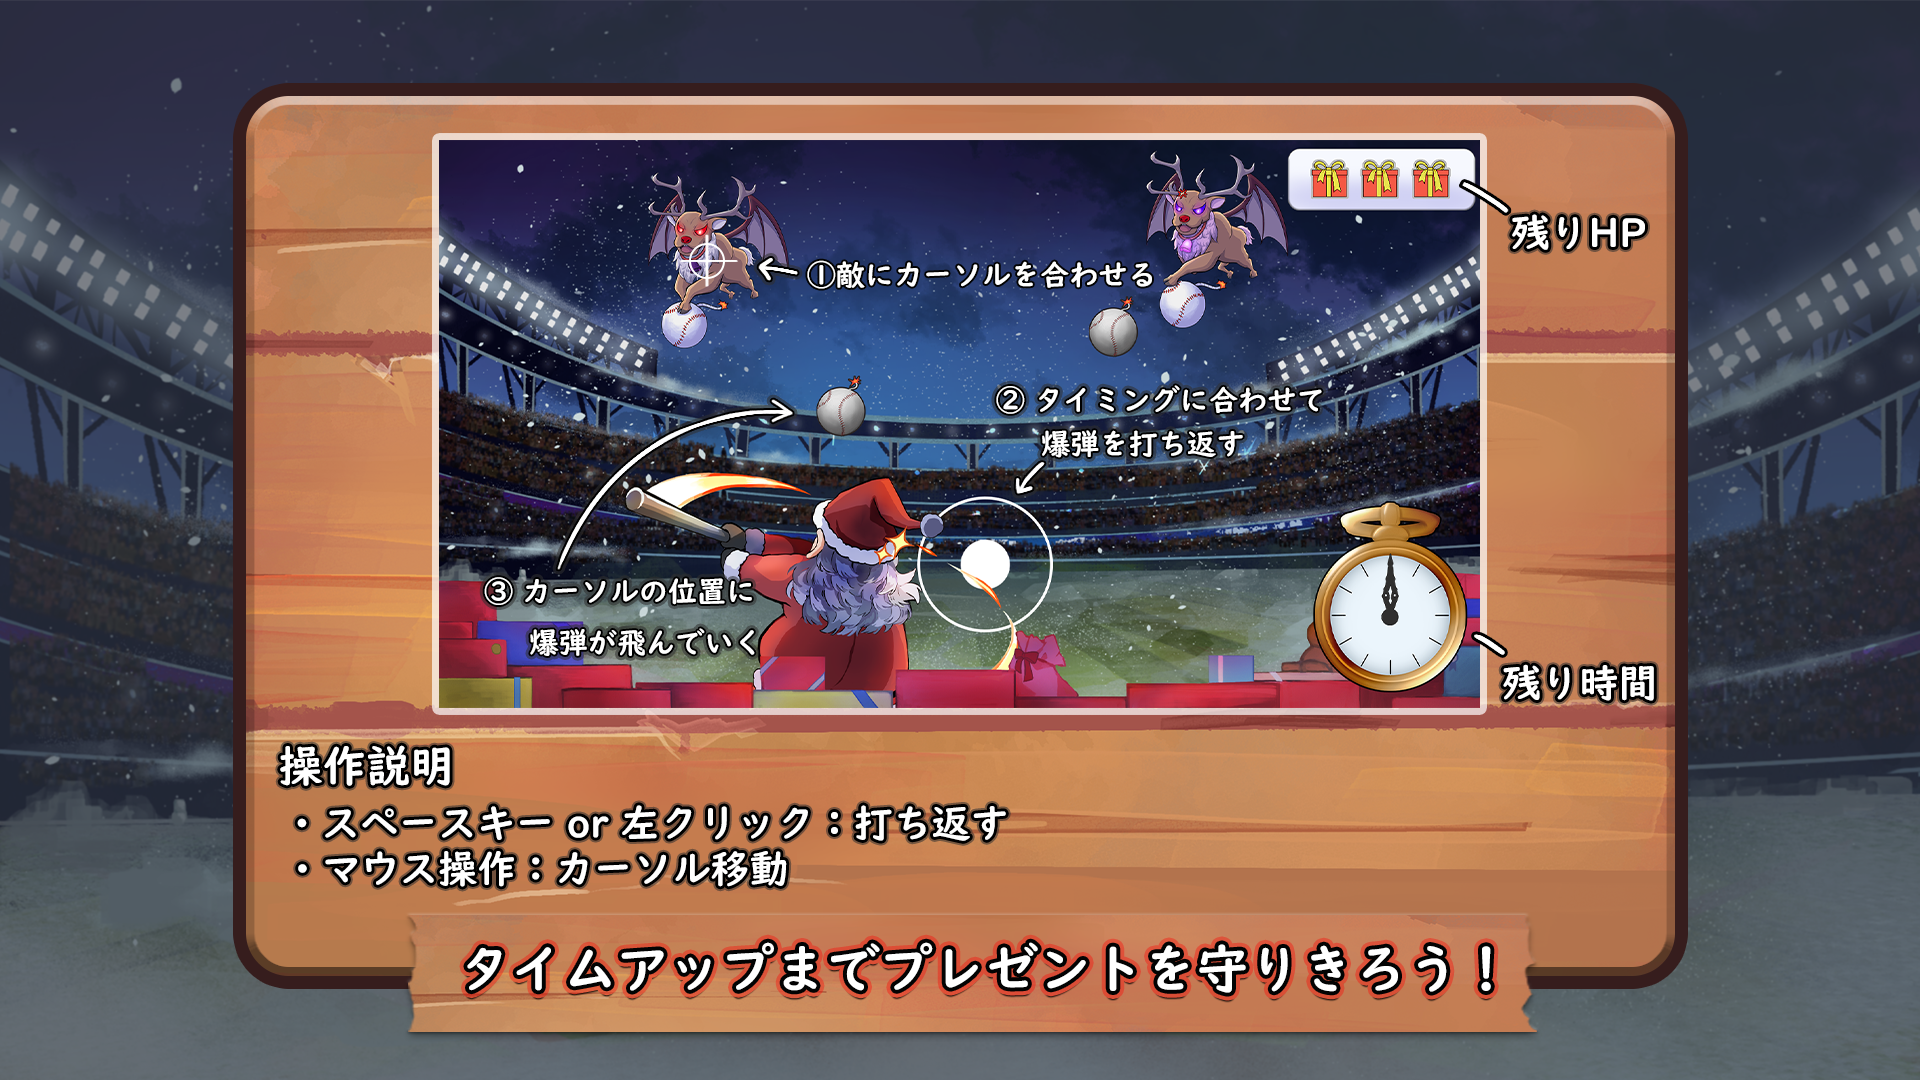 残りHP
①敵にカーソルを合わせる
② タイミングに合わせて
爆弾を打ち返す
③ カーソルの位置に
爆弾が飛んでいく
残り時間
操作説明
・スペースキー or 左クリック：打ち返す
・マウス操作：カーソル移動
タイムアップまでプレゼントを守りきろう！